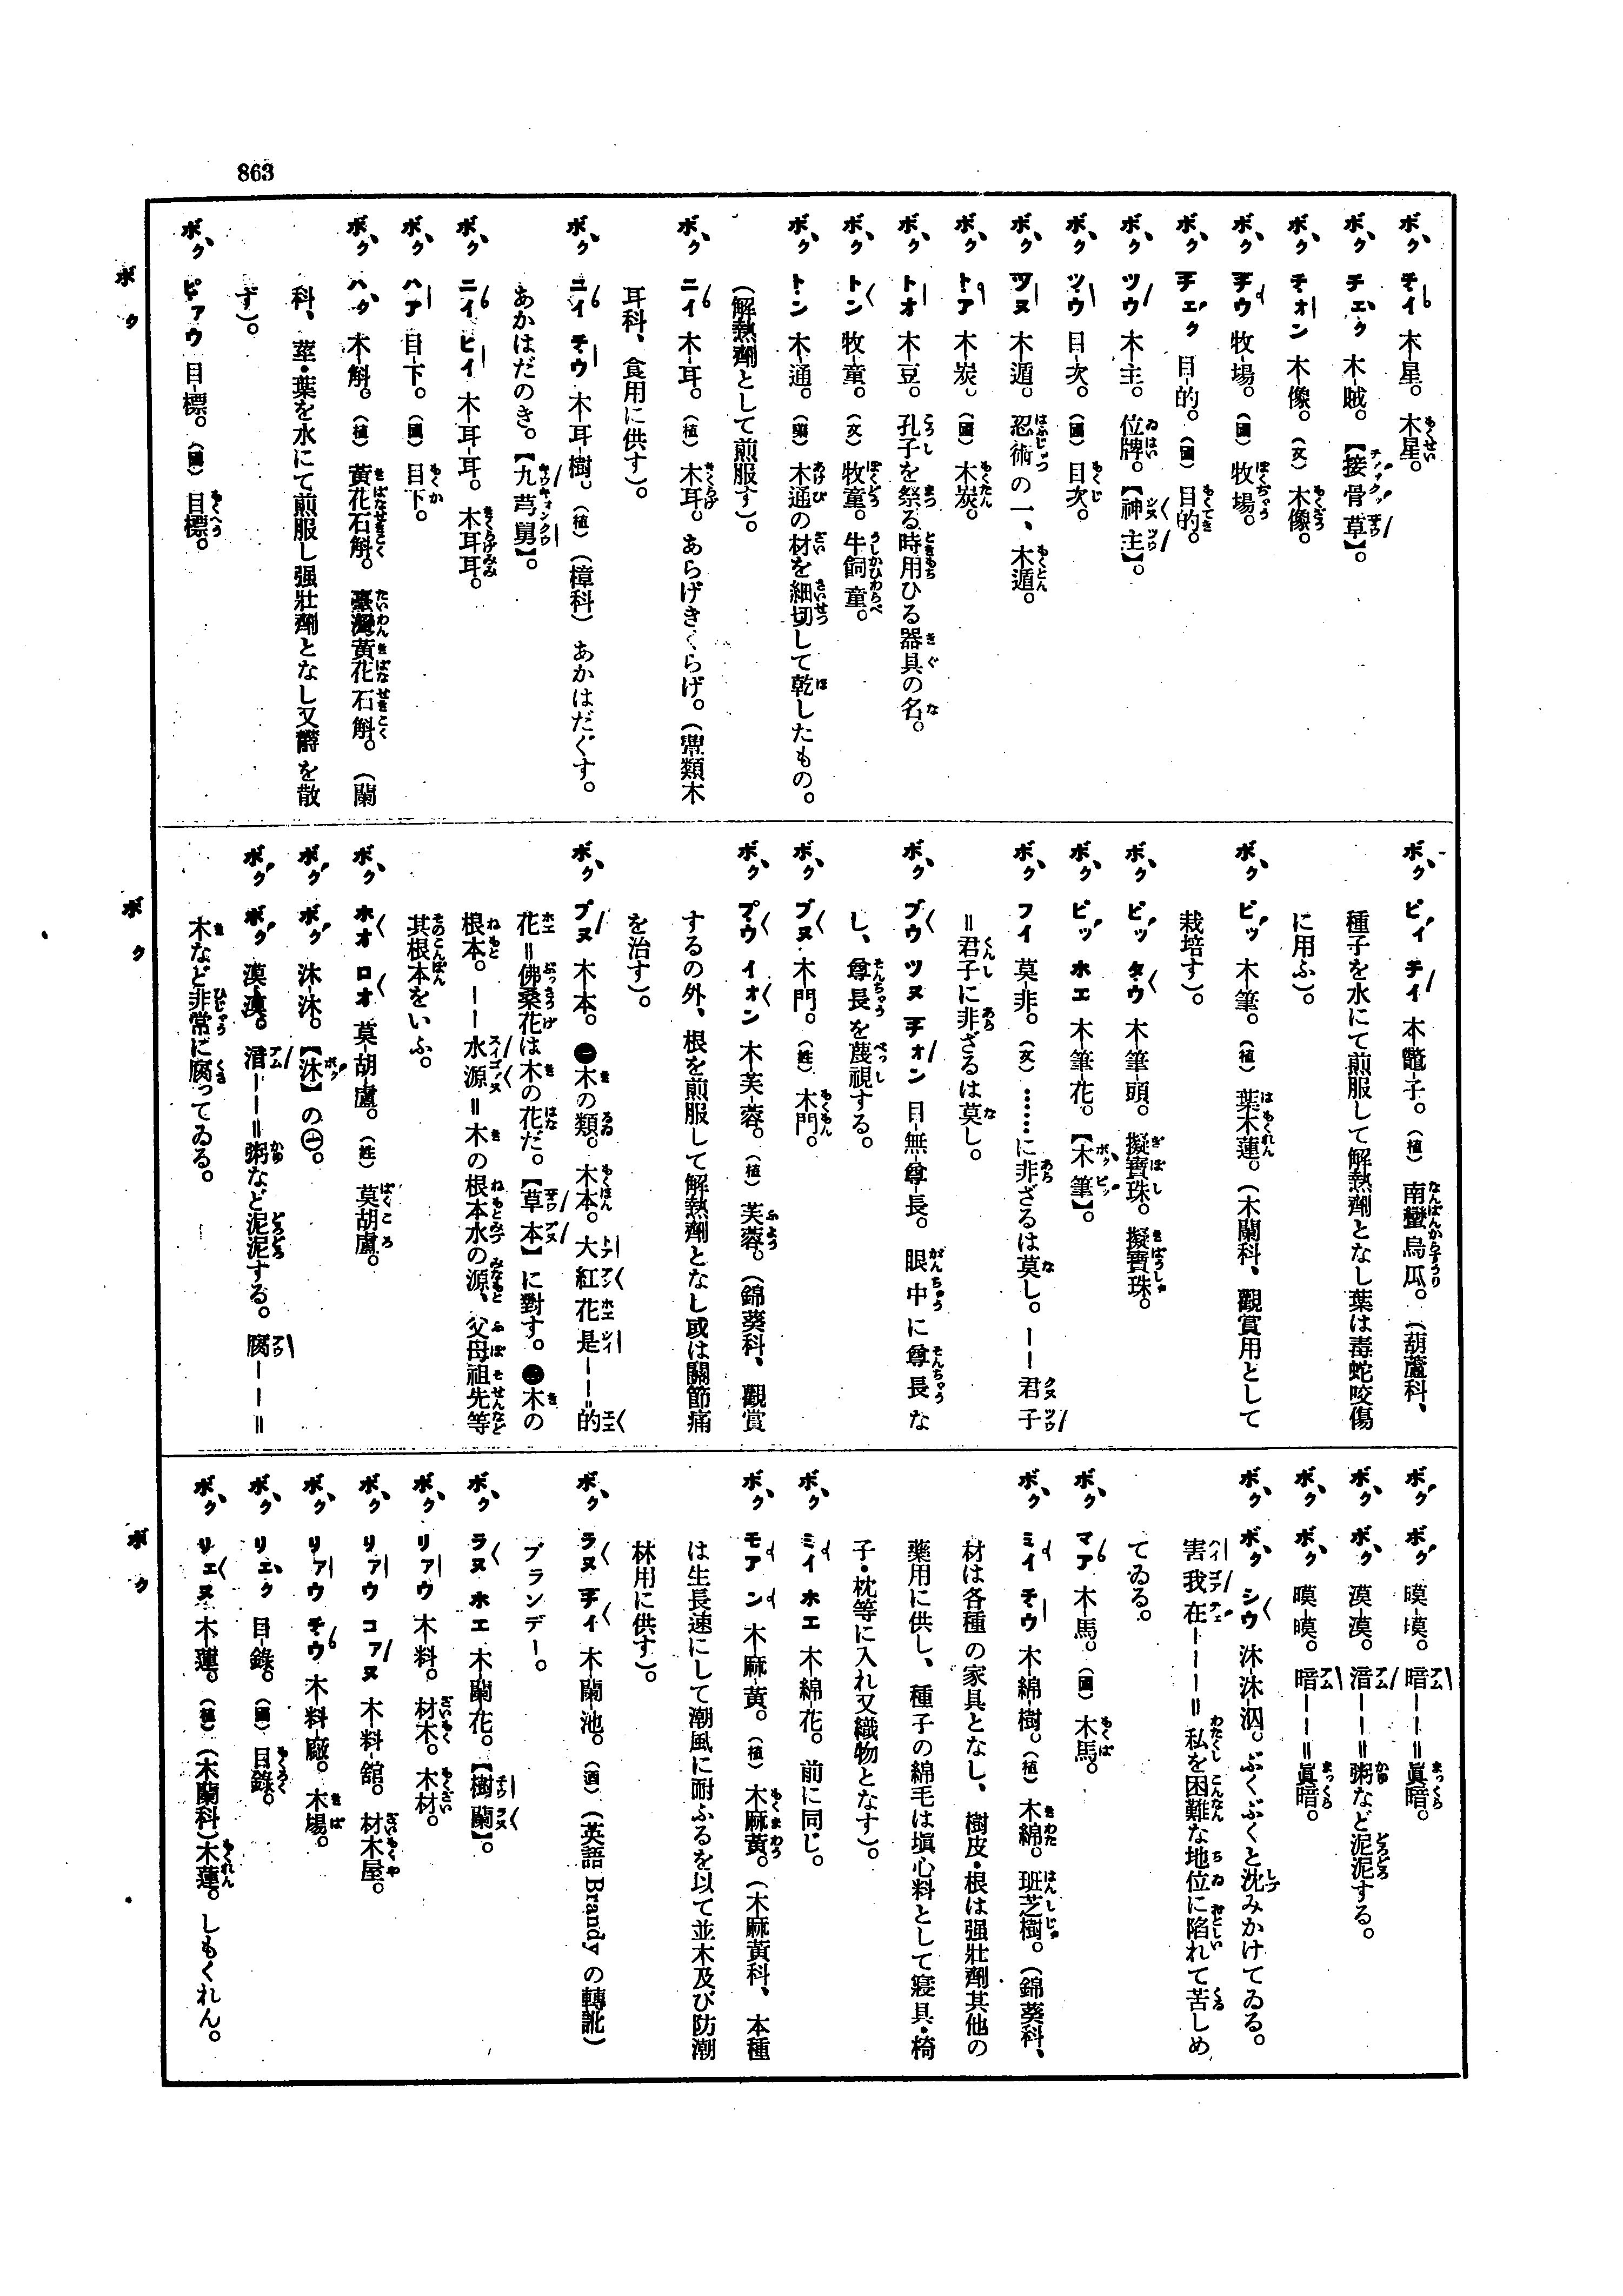 863
ボク チイ 木-星。木星。
ボク チェク 木-賊。【接骨草】。
ボク チオン 木-像。(文)木像。
ボク チウ 牧-場。(國)牧場。
ボク チェク 目-的。(國)目的。
ボク ツウ 木-主。位牌。【神主】。
ボク ツウ 目-次。(國)目次。
ボク ツヌ 木-遁。忍術の一、木遁。
ボク トア 木-炭。(國)木炭。
ボク トオ 木-豆。孔子を祭る時用ひる器具の名。
ボク トン 牧-童。(文)牧童。牛飼童。
ボク トン 木-通。(藥)木通の材を細切して乾したもの。
(解熱劑として煎服す)。
ボク ニイ 木-耳。(植)木耳。あらげきくらげ。(蕈類木
耳科、食用に供す)。
ボク ニイ チウ 木-耳-樹。(植)(樟科)あかはだぐす。
あかはだのき。【九芎舅】。
ボク ニイ ヒイ 木-耳-耳。木耳耳。
ボク ハア 目-下。(國)目下。
ボク ハク 木-斛。(植)黃花石斛。臺灣黃花石斛。(蘭
科、莖・葉を水にて煎服し强壯劑となし又欝を散
ず)。
ボク ピァウ 目-標。(國)目標。
ボク
ボク ピイ チイ 木-鼈-子。(植)南蠻烏瓜。(葫蘆科、
種子を水にて煎服して解熱劑となし葉は毒蛇咬傷
に用ふ)。
ボク ピッ 木-筆。(植)葉木蓮。(木蘭科、觀賞用として
栽培す)。
ボク ピッ タウ 木-筆-頭。擬寶珠。擬寶珠。
ボク ピッ ホエ 木-筆-花。【木筆】。
ボク フイ 莫-非。(文)……に非ざるは莫し。――君子
＝君子に非ざるは莫し。
ボク ブウ ツヌ チオン 目-無-尊-長。眼中に尊長な
し、尊長を蔑視する。
ボク ブヌ 木-門。(姓)木門。
ボク プウ イオン 木-芙-蓉。(植)芙蓉。(錦葵科、觀賞
するの外、根を煎服して解熱劑となし或は關節痛
を治す)。
ボク プヌ 木-本。㊀木の類。木本。大紅花是――的
花＝佛桑花は木の花だ。【草本】に對す。㊁木の
根本。――水源＝木の根本水の源、父母祖先等
其根本をいふ。
ボク ホオ ロオ 莫-胡-盧。(姓)莫胡盧。
ボク ボク 沐-沐。【沐】の㊀。
ボク ボク 漠-漠。湆――＝粥など泥泥する。腐――＝
木など非常に腐ってゐる。
ボク
ボク ボク 暯-暯。暗――＝眞暗。
ボク ボク 漠-漠。湆――＝粥など泥泥する。
ボク ボク 暯-暯。暗――＝眞暗。
ボク ボク シウ 沐-沐-泅。ぶくぶくと沈みかけてゐる。
害我在――＝私を困難な地位に陷れて苦しめ
てゐる。
ボク マア 木-馬。(國)木馬。
ボク ミイ チウ 木-綿-樹。(植)木綿。斑芝樹。(錦葵科、
材は各種の家具となし、樹皮・根は强壯劑其他の
藥用に供し、種子の綿毛は塡心料として寢具・椅
子・枕等に入れ又織物となす)。
ボク ミイ ホエ 木-綿-花。前に同じ。
ボク モア ン 木-麻-黃。(植)木麻黃。(木麻黃科、本種
は生長速にして潮風に耐ふるを以て並木及び防潮
林用に供す)。
ボク ラヌ チイ 木-蘭-池。(酒)(英語 Brandy の轉訛)
ブランデー。
ボク ラヌ ホエ 木-蘭-花。【樹蘭】。
ボク リァウ 木-料。材木。木材。
ボク リァウ コァヌ 木-料-舘。材木屋。
ボク リァウ チウ 木-料-廠。木場。
ボク リェク 目-錄。(國)目錄。
ボク リェヌ 木-蓮。(植)(木蘭科)木蓮。しもくれん。
ボク